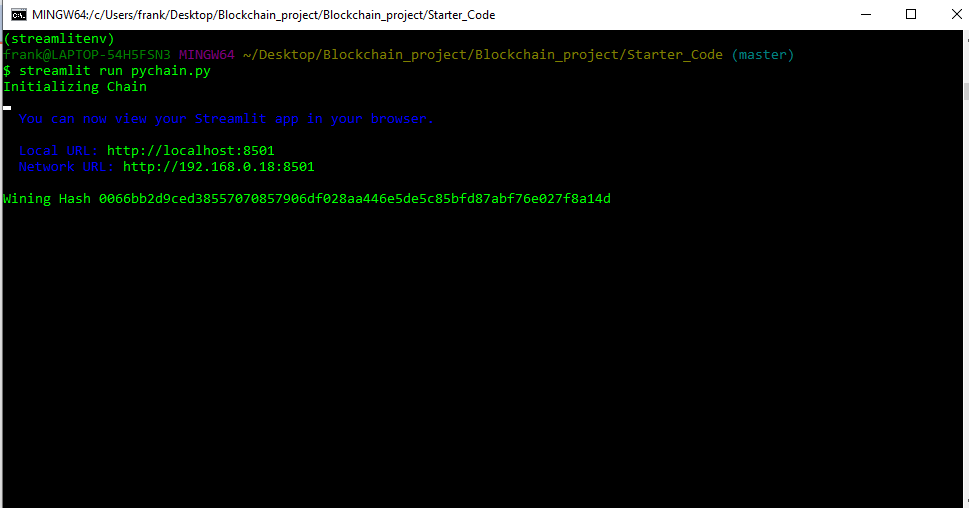 MINGW64:/c/Users/frank/Desktop/Blockchain_project/Blockchain_project/Starter_Code
(streamlitenv)
frank@LAPTOP-54H5FSN3 MINGW64 ~/Desktop/Blockchain_project/Blockchain_project/Starter_Code (master)
$ streamlit run pychain.py
Initializing Chain
You can now view your Streamlit app in your browser.
Local URL: http://localhost:8501
Network URL: http://192.168.0.18:8501
Wining Hash 0066bb2d9ced38557070857906df028aa446e5de5c85bfd87abf76e027f8a14d